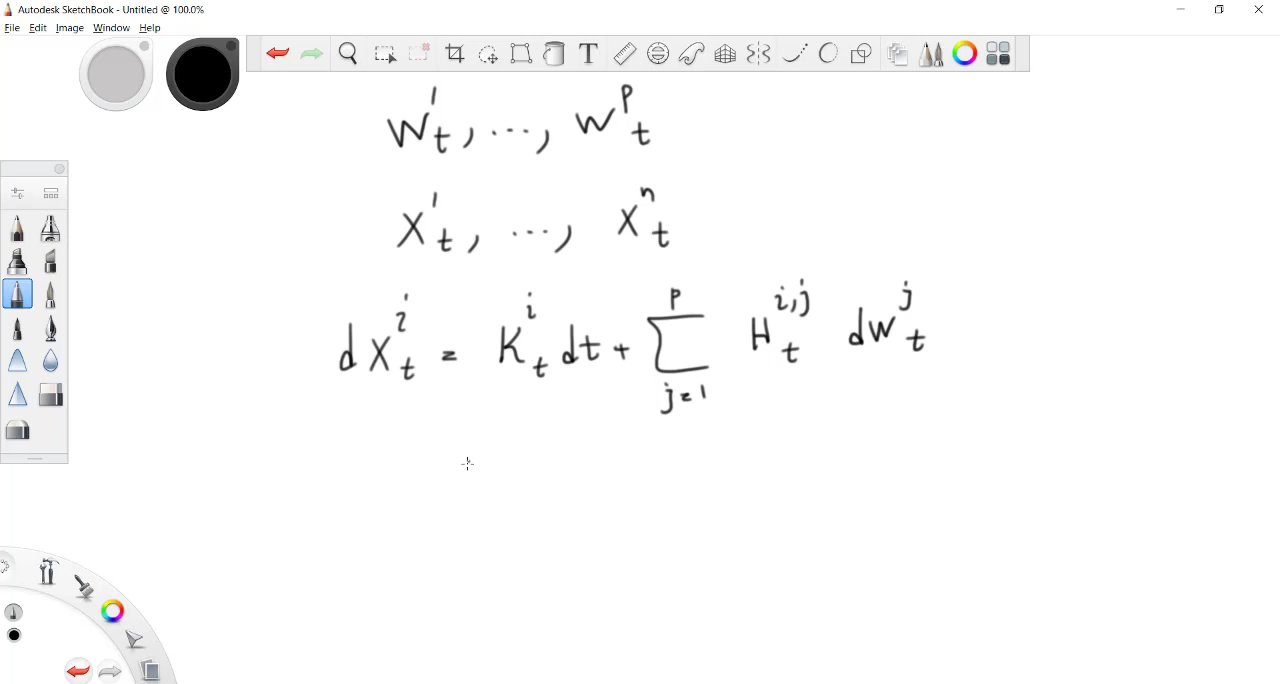 Autodesk SketchBook - Untitled @ 100.0%
File Edit Image Window Help
T
W^1_t, ..., W^p_t
X^1_t, ..., X^n_t
dX^i_t = K^i_t dt + ∑_{j=1}^p H^{i,j}_t dW^j_t